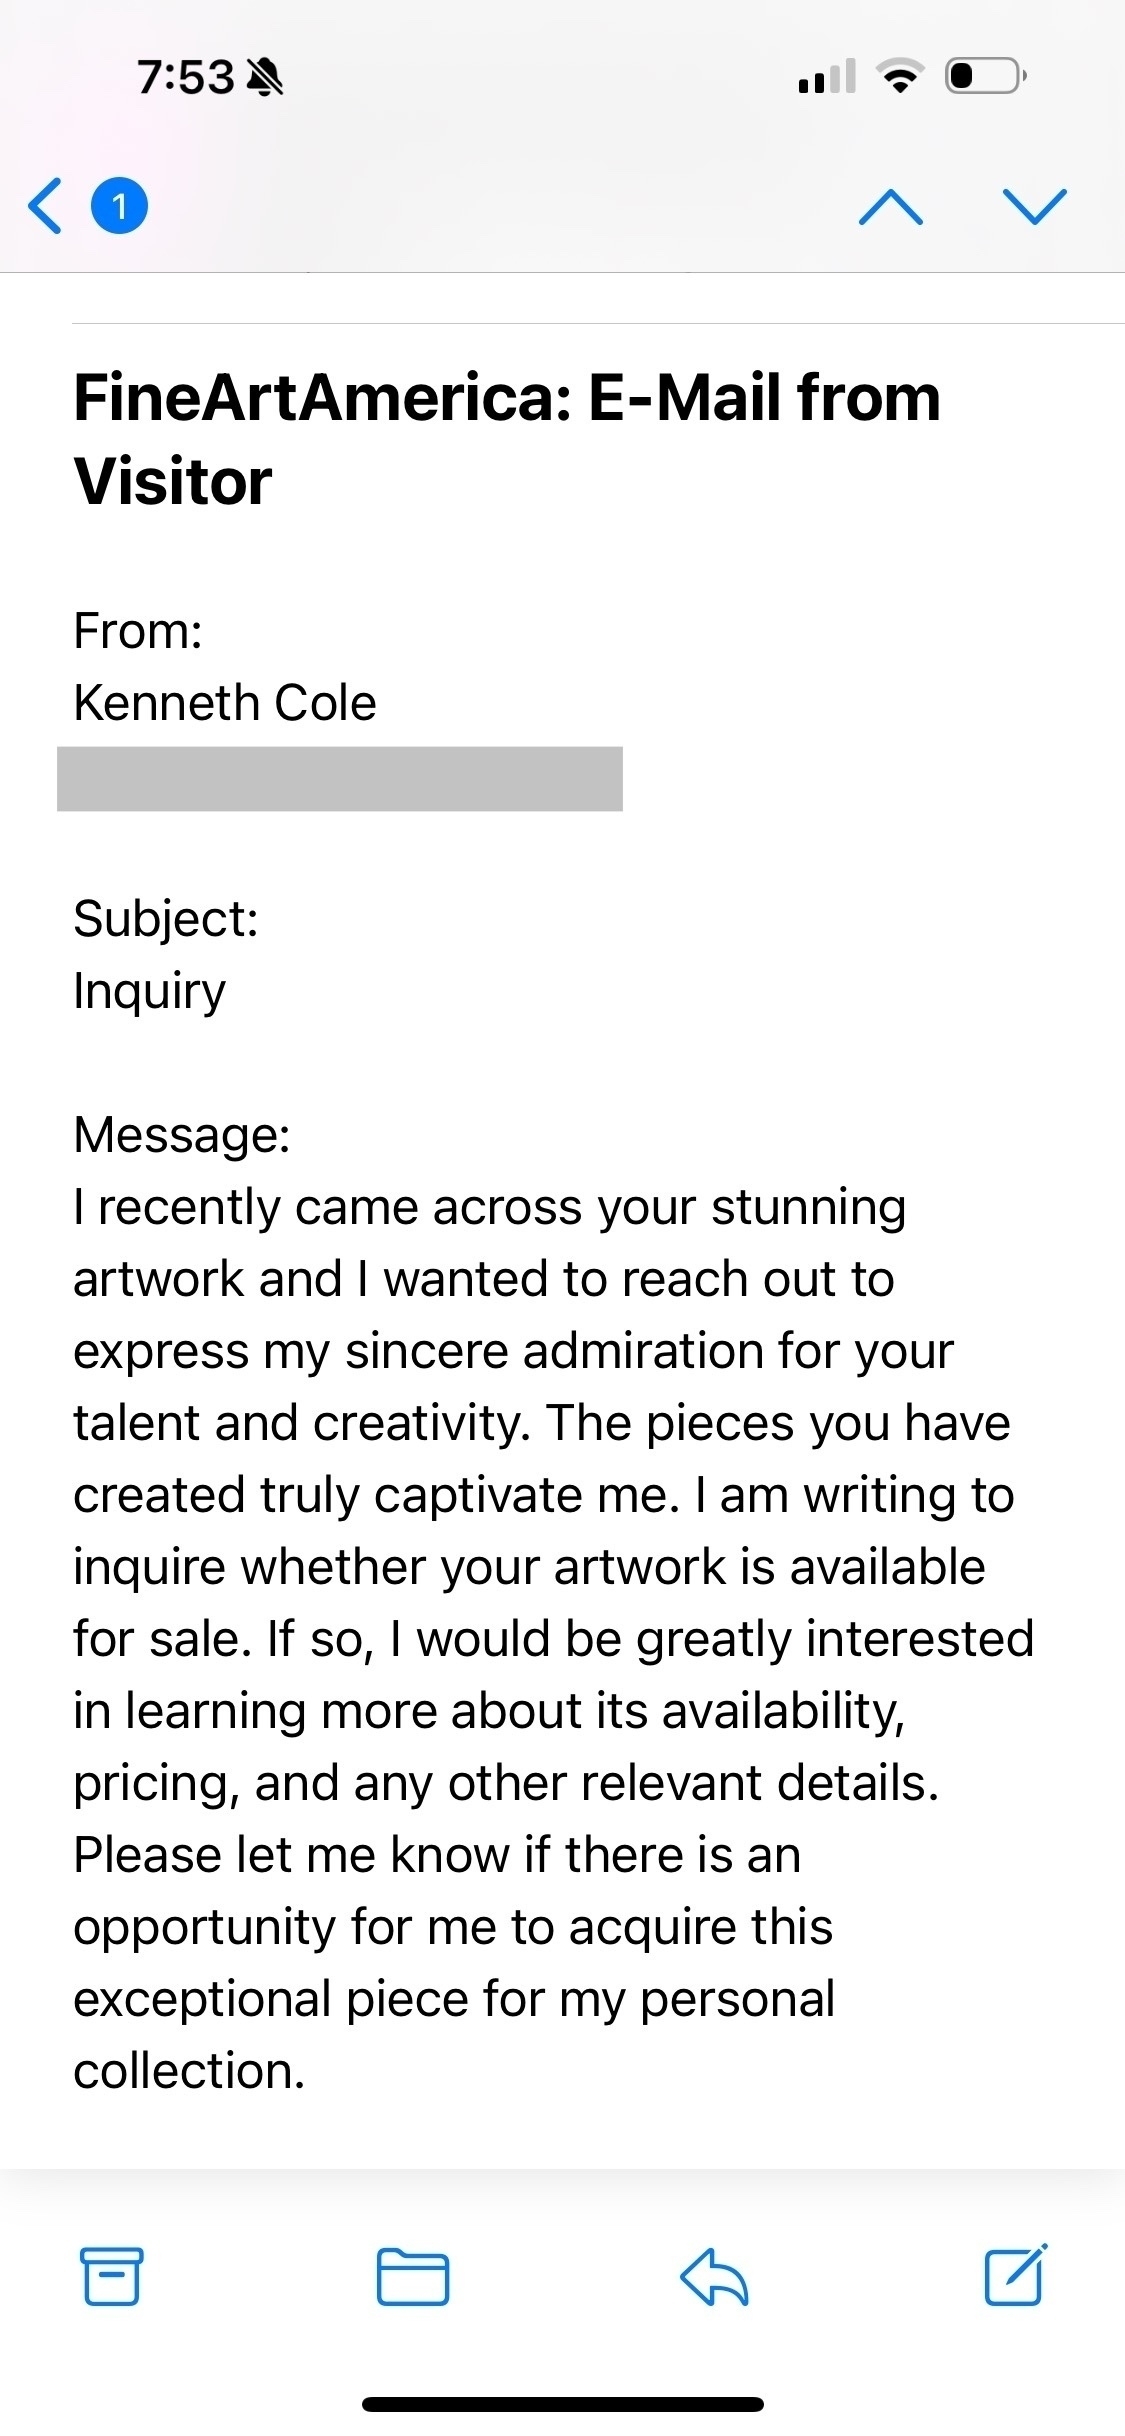 7:53
1
FineArtAmerica: E-Mail from
Visitor
From:
Kenneth Cole
Subject:
Inquiry
Message:
I recently came across your stunning
artwork and I wanted to reach out to
express my sincere admiration for your
talent and creativity. The pieces you have
created truly captivate me. I am writing to
inquire whether your artwork is available
for sale. If so, I would be greatly interested
in learning more about its availability,
pricing, and any other relevant details.
Please let me know if there is an
opportunity for me to acquire this
exceptional piece for my personal
collection.